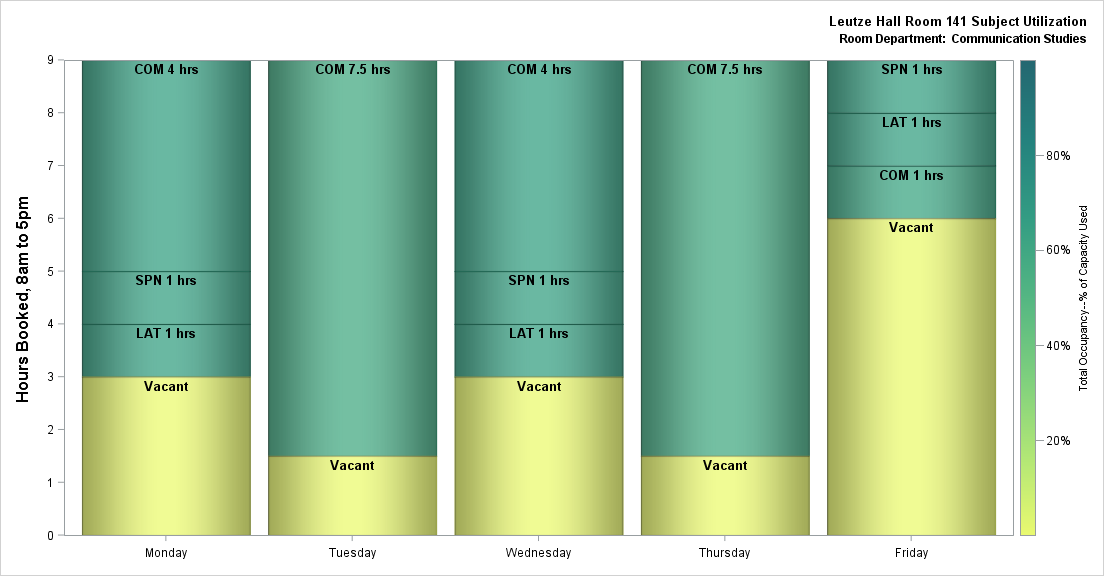 Leutze Hall Room 141 Subject Utilization
Room Department: Communication Studies
Hours Booked, 8am to 5pm
9
8
7
6
5
4
3
2
1
0
COM 4 hrs
SPN 1 hrs
LAT 1 hrs
Vacant
COM 7.5 hrs
Vacant
COM 4 hrs
SPN 1 hrs
LAT 1 hrs
Vacant
COM 7.5 hrs
Vacant
SPN 1 hrs
LAT 1 hrs
COM 1 hrs
Vacant
Monday
Tuesday
Wednesday
Thursday
Friday
80%
60%
40%
20%
Total Occupancy--% of Capacity Used